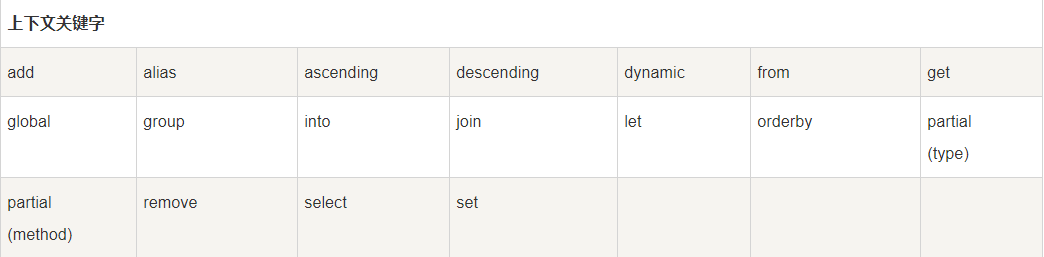 上下文关键字
add alias ascending descending dynamic from get
global group into join let orderby partial
(type)
partial remove select set
(method)